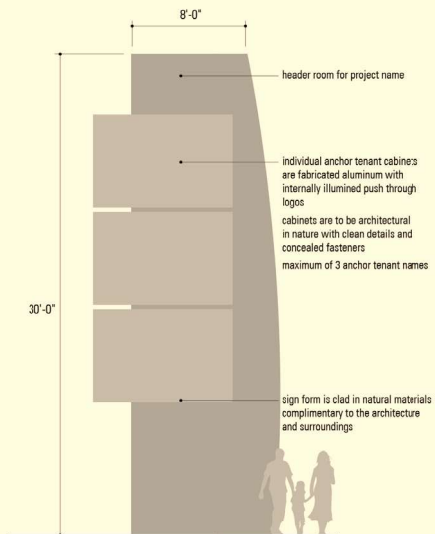 8'-0"
header room for project name
individual anchor tenant cabinets
are fabricated aluminum with
internally illumined push through
logos
cabinets are to be architectural
in nature with clean details and
concealed fasteners
maximum of 3 anchor tenant names
30'-0"
sign form is clad in natural materials
complimentary to the architecture
and surroundings